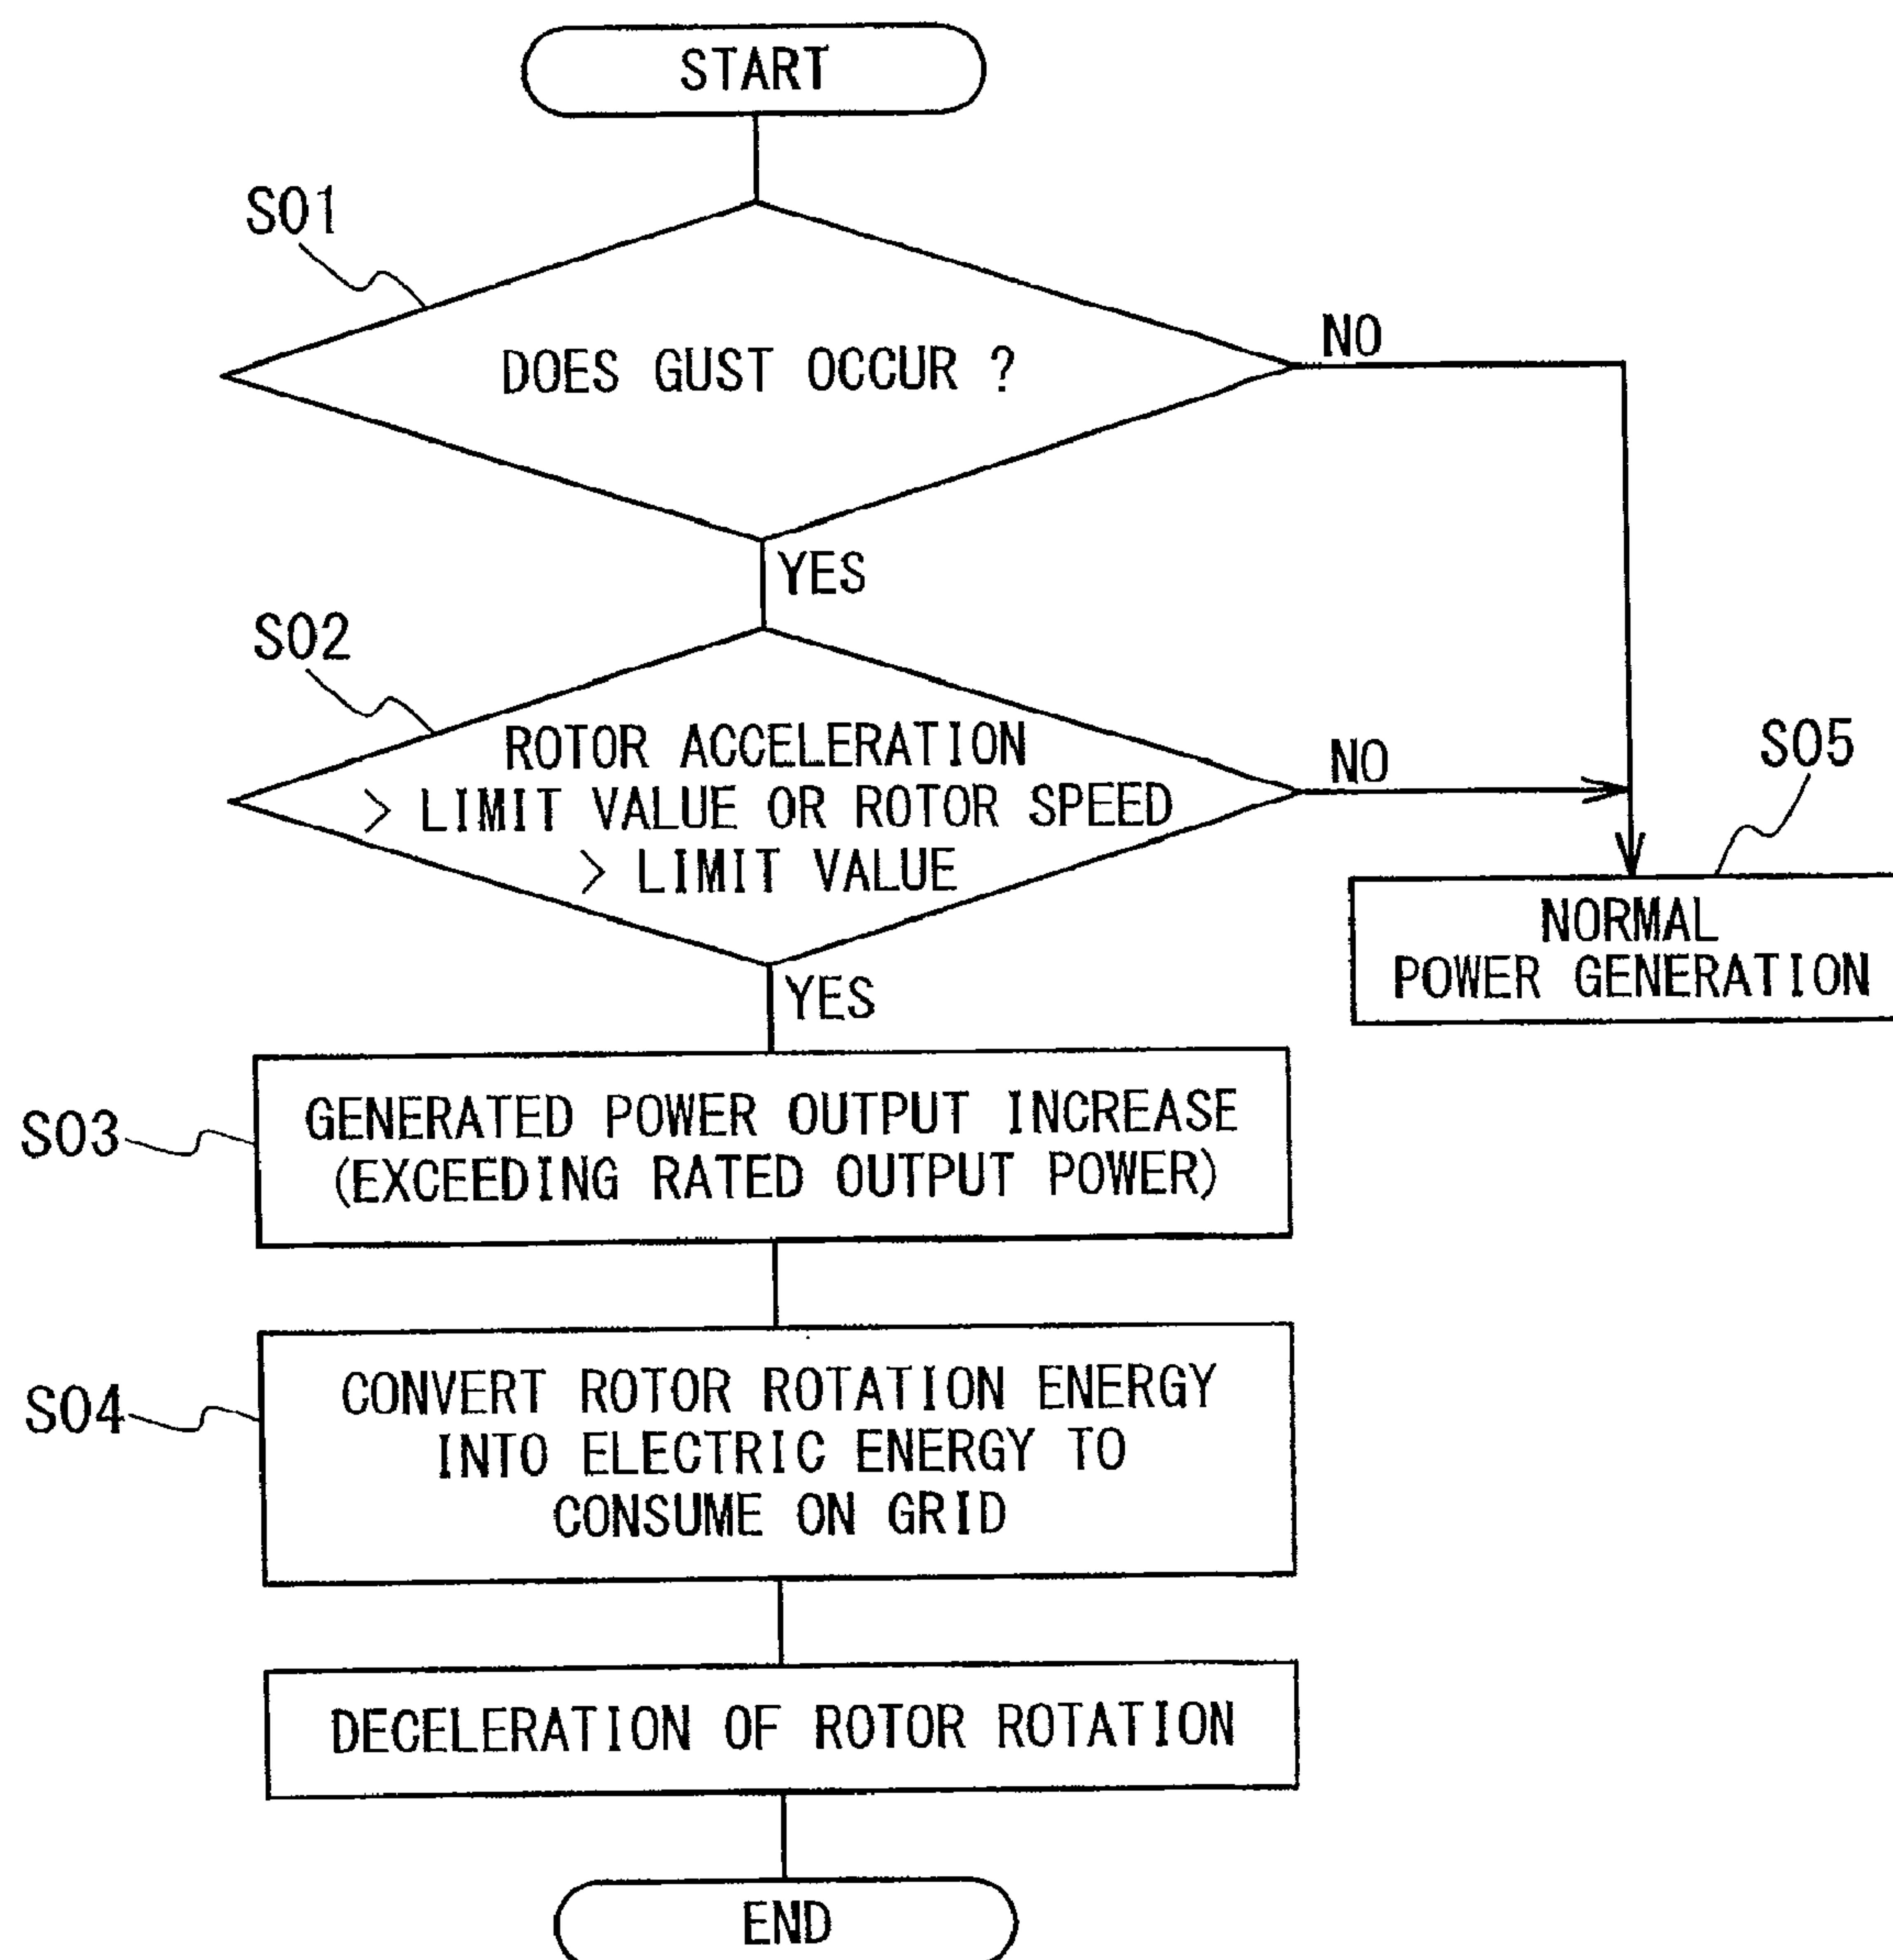 START
S01
DOES GUST OCCUR ?
NO
YES
S02
ROTOR ACCELERATION
> LIMIT VALUE OR ROTOR SPEED
> LIMIT VALUE
NO
YES
S05
NORMAL
POWER GENERATION
S03
GENERATED POWER OUTPUT INCREASE
(EXCEEDING RATED OUTPUT POWER)
S04
CONVERT ROTOR ROTATION ENERGY
INTO ELECTRIC ENERGY TO
CONSUME ON GRID
DECELERATION OF ROTOR ROTATION
END